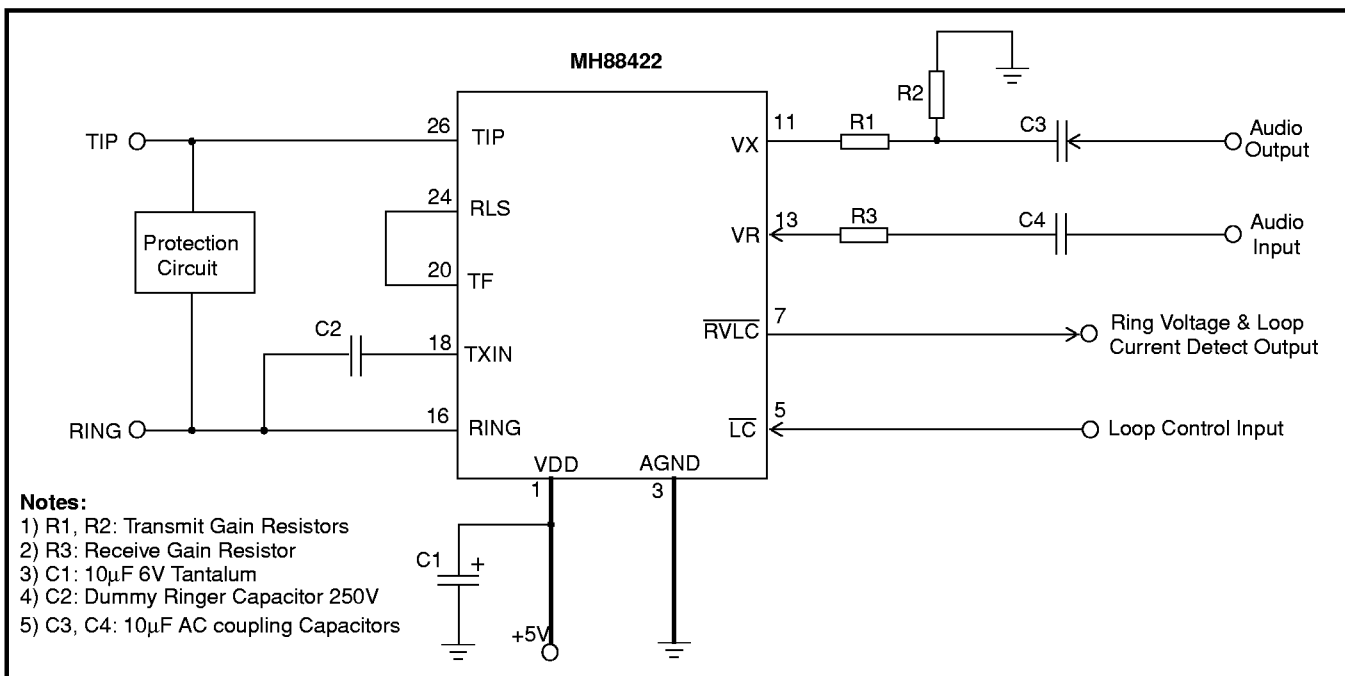 MH88422
TIP
26
TIP
Protection
Circuit
24
RLS
20
TF
C2
18
TXIN
RING
16
RING
VDD
1
AGND
3
C1
+
+5V
VX
11
R1
R2
C3
Audio
Output
VR
13
R3
C4
Audio
Input
RVLC
7
Ring Voltage & Loop
Current Detect Output
LC
5
Loop Control Input
Notes:
1) R1, R2: Transmit Gain Resistors
2) R3: Receive Gain Resistor
3) C1: 10μF 6V Tantalum
4) C2: Dummy Ringer Capacitor 250V
5) C3, C4: 10μF AC coupling Capacitors